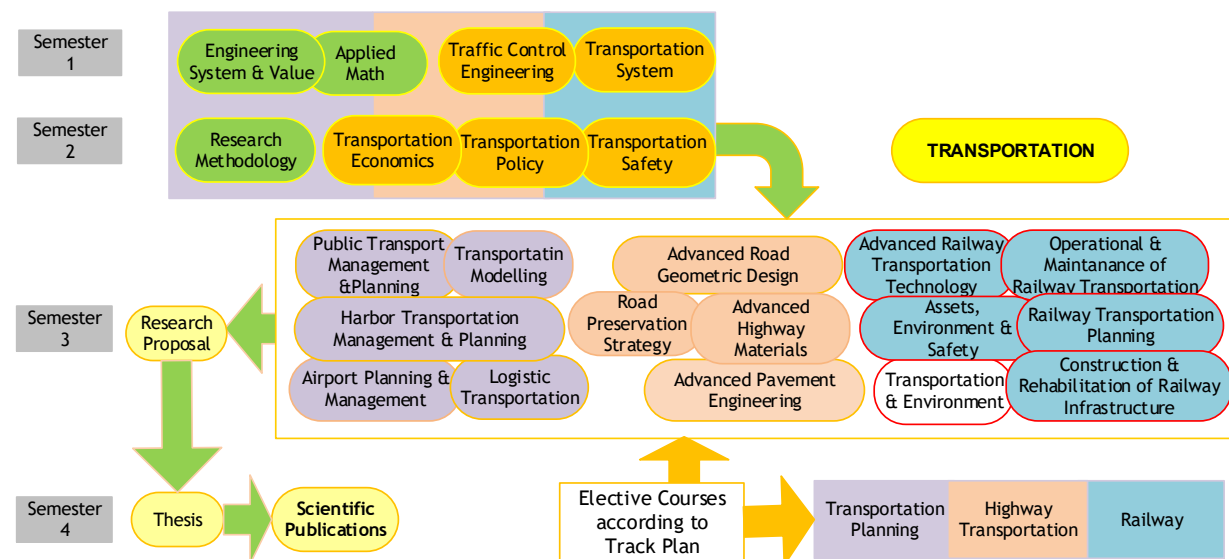 Semester
1
Engineering
System & Value
Applied
Math
Traffic Control
Engineering
Transportation
System
Semester
2
Research
Methodology
Transportation
Economics
Transportation
Policy
Transportation
Safety
TRANSPORTATION
Semester
3
Research
Proposal
Public Transport
Management
&Planning
Transportatin
Modelling
Harbor Transportation
Management & Planning
Airport Planning &
Management
Logistic
Transportation
Advanced Road
Geometric Design
Road
Preservation
Strategy
Advanced
Highway
Materials
Advanced Pavement
Engineering
Advanced Railway
Transportation
Technology
Operational &
Maintanance of
Railway Transportation
Assets,
Environment &
Safety
Railway Transportation
Planning
Transportation
& Environment
Construction &
Rehabilitation of Railway
Infrastructure
Semester
4
Thesis
Scientific
Publications
Elective Courses
according to
Track Plan
Transportation
Planning
Highway
Transportation
Railway